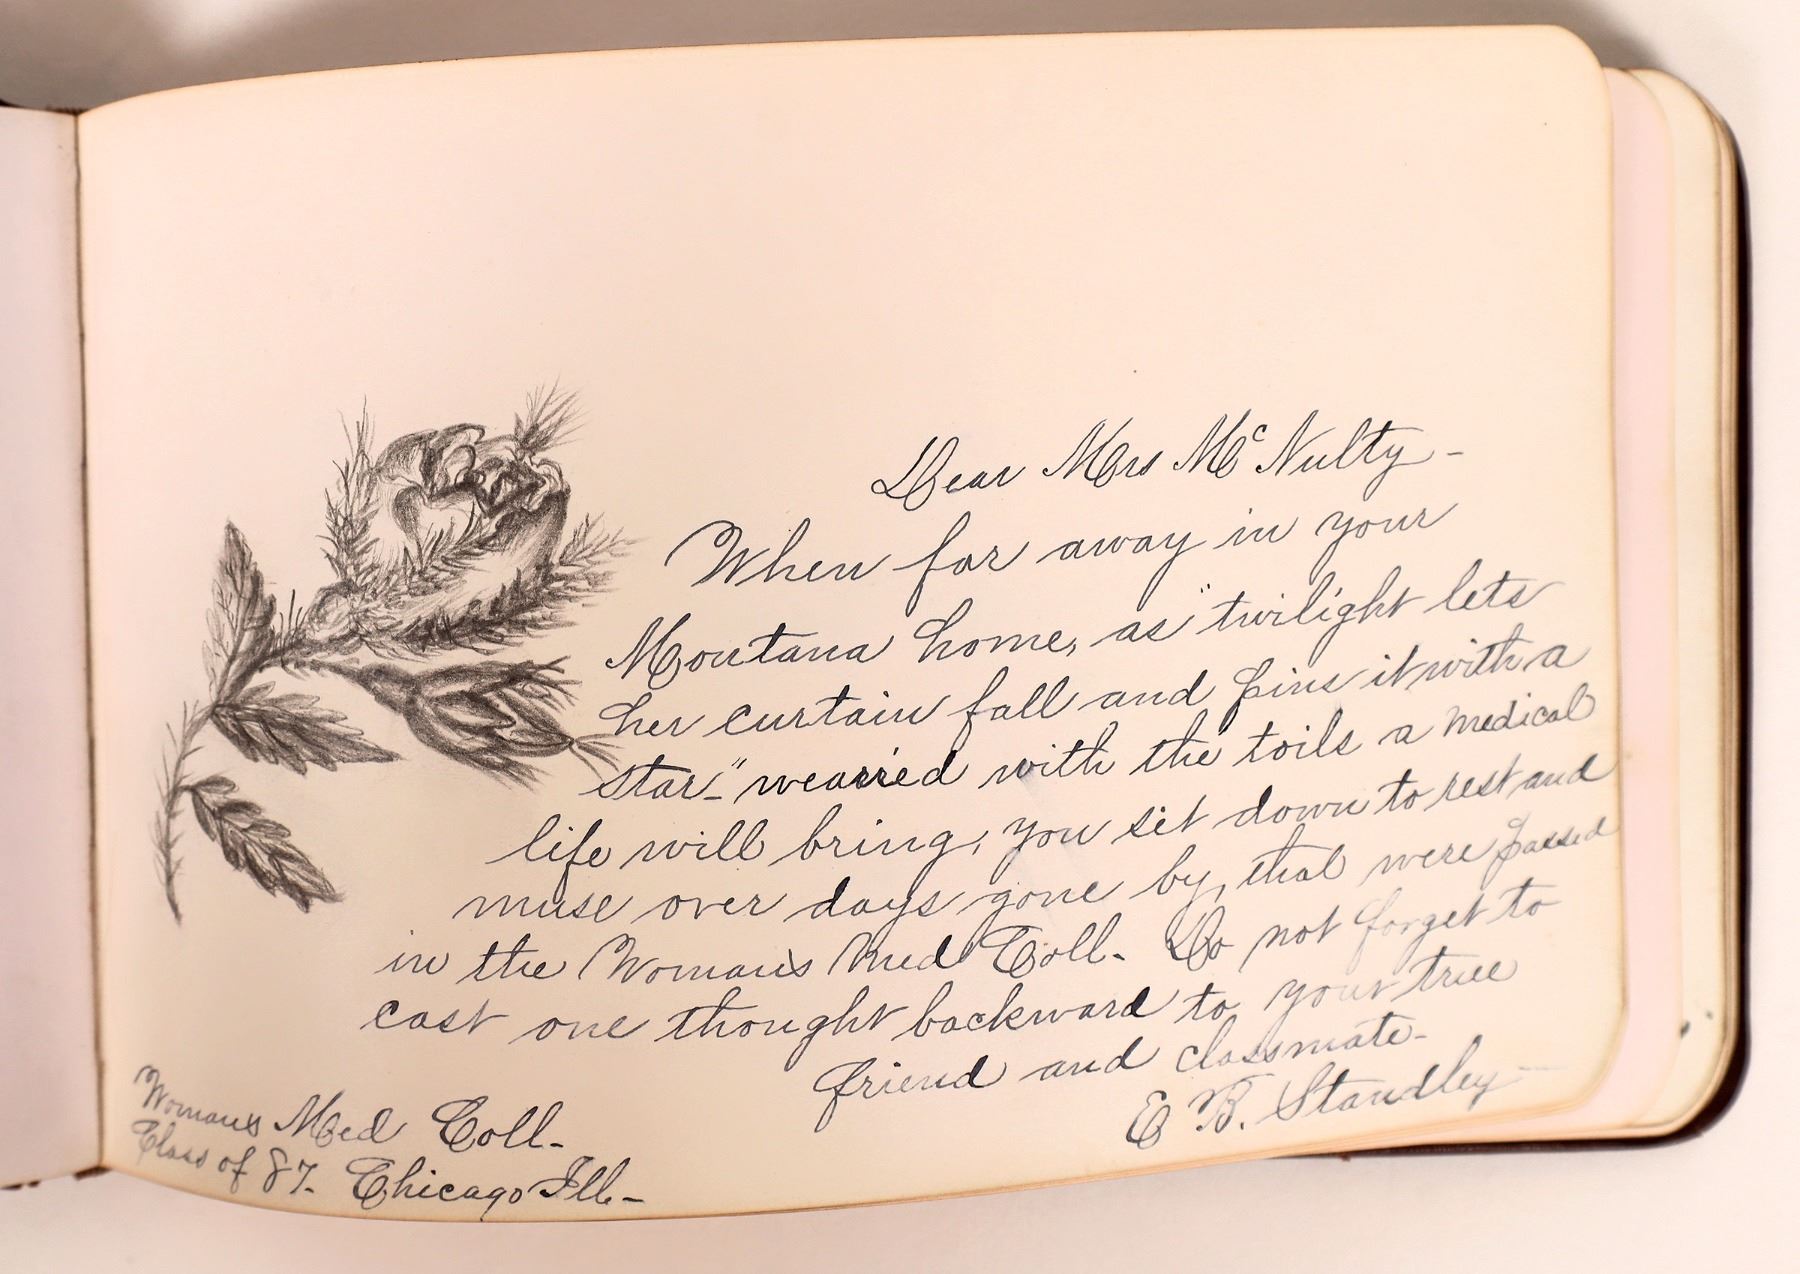 Dear Mrs McNulty -
When far away in your
Montana home, as "twilight lets
her curtain fall and pins it with a
star -" wearied with the toils a medical
life will bring, you sit down to rest and
muse over days gone by, that were passed
in the Woman's Med Coll - Do not forget to
cast one thought backward to your true
friend and classmate -
E B. Standley -
Woman's Med Coll -
Class of 87. Chicago Ill -